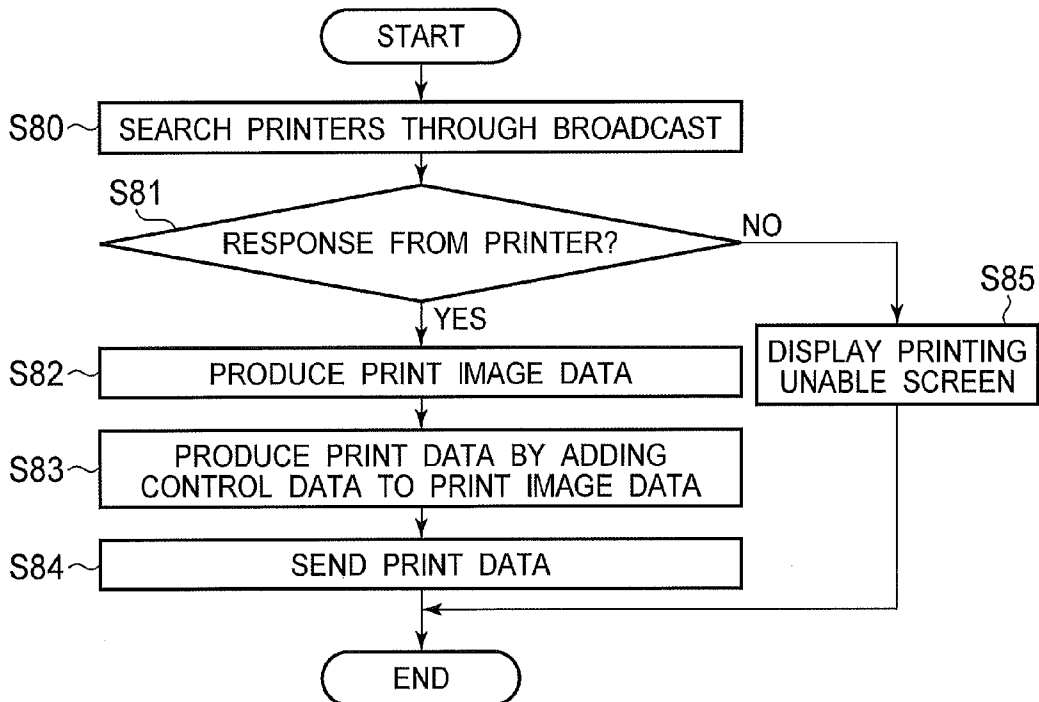 START
S80
SEARCH PRINTERS THROUGH BROADCAST
S81
RESPONSE FROM PRINTER?
NO
YES
S85
DISPLAY PRINTING
UNABLE SCREEN
S82
PRODUCE PRINT IMAGE DATA
S83
PRODUCE PRINT DATA BY ADDING
CONTROL DATA TO PRINT IMAGE DATA
S84
SEND PRINT DATA
END